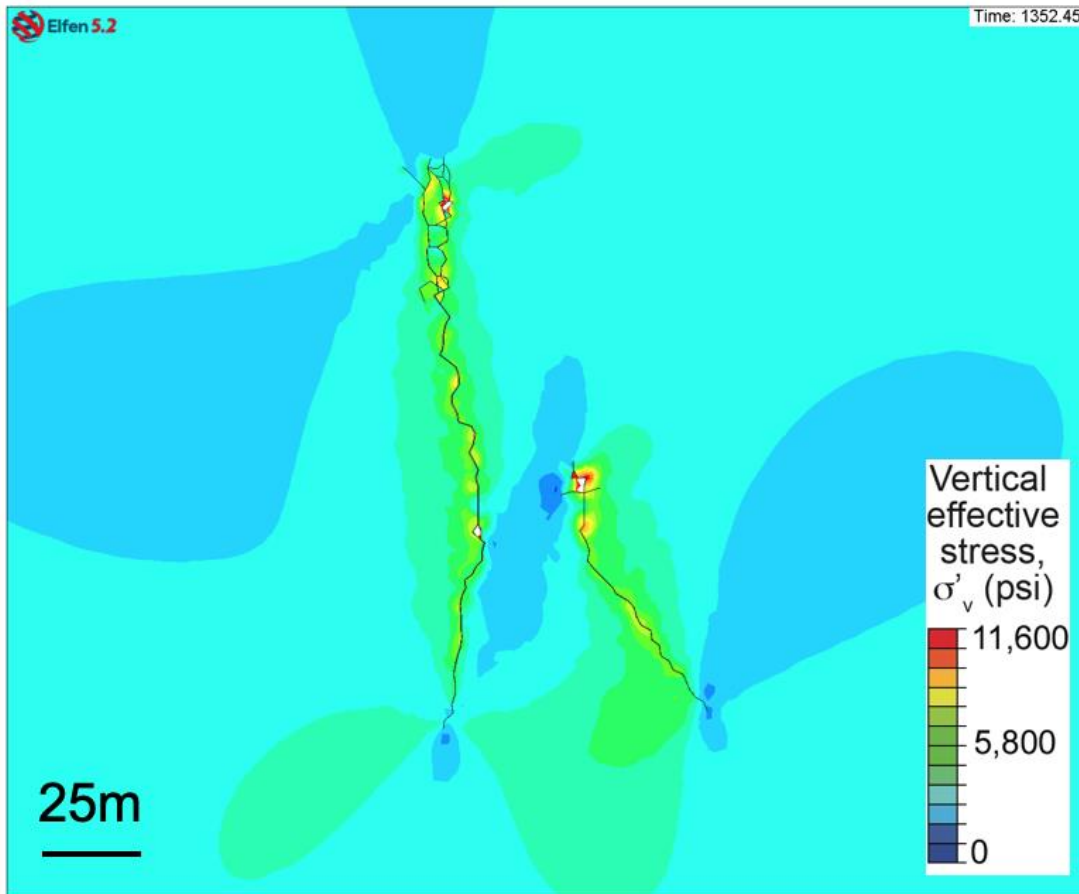 Elfen 5.2
Time: 1352.45
Vertical
effective
stress,
σ'v (psi)
11,600
5,800
0
25m